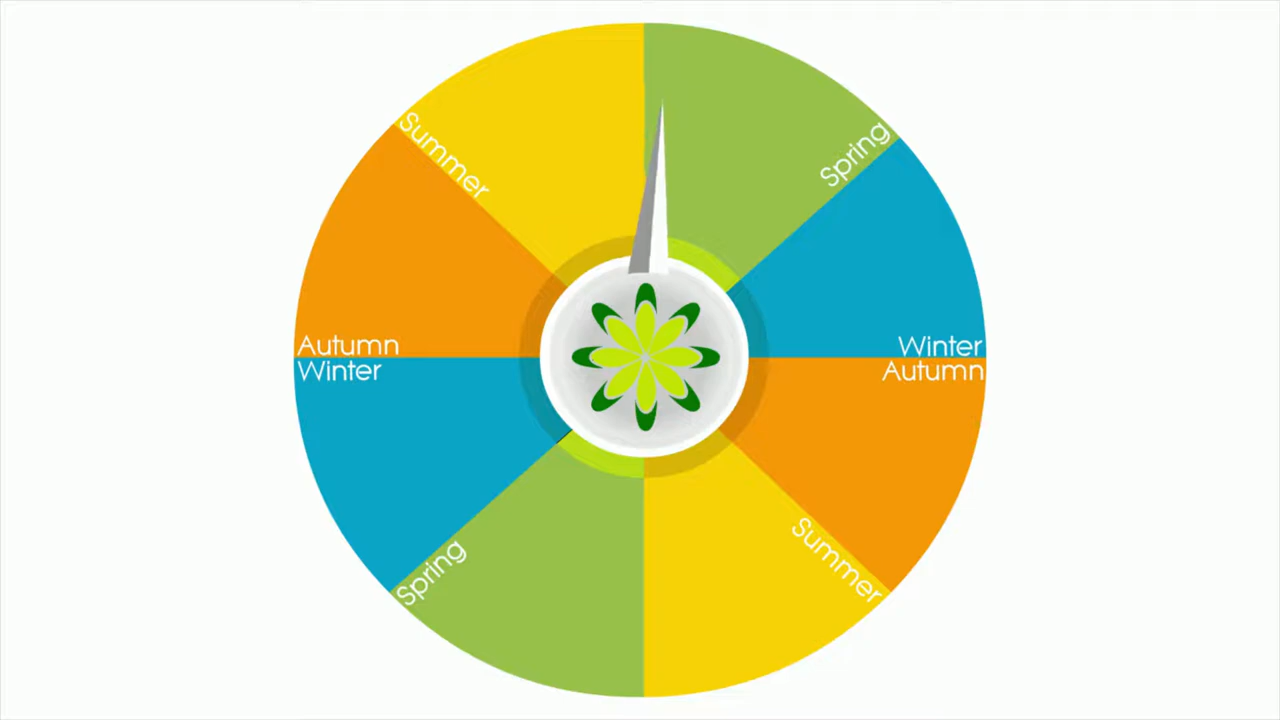 Summer
Spring
Autumn
Winter
Winter
Autumn
Spring
Summer